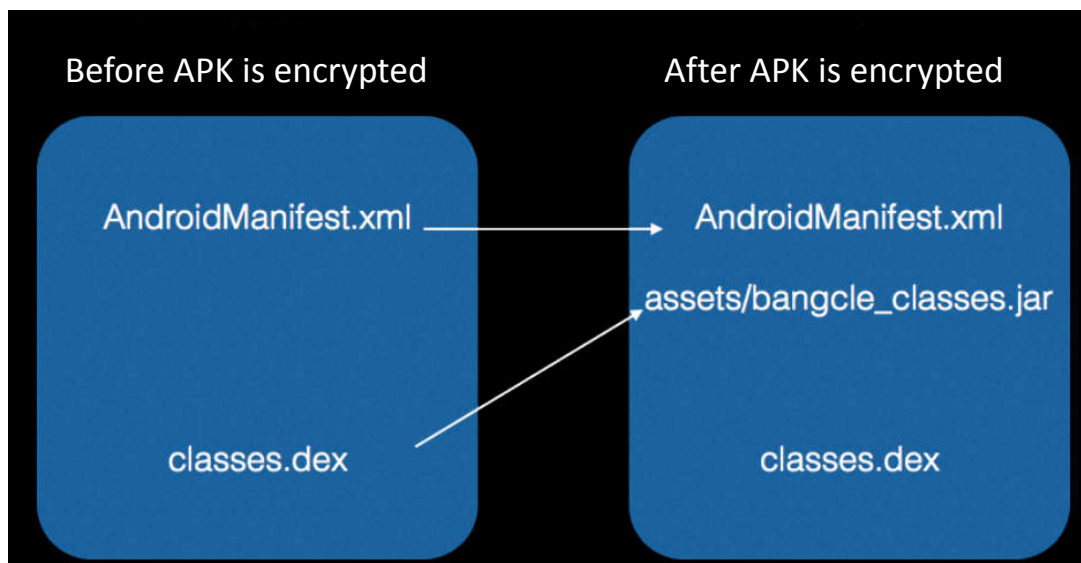 Before APK is encrypted
After APK is encrypted
AndroidManifest.xml
AndroidManifest.xml
assets/bangcle_classes.jar
classes.dex
classes.dex